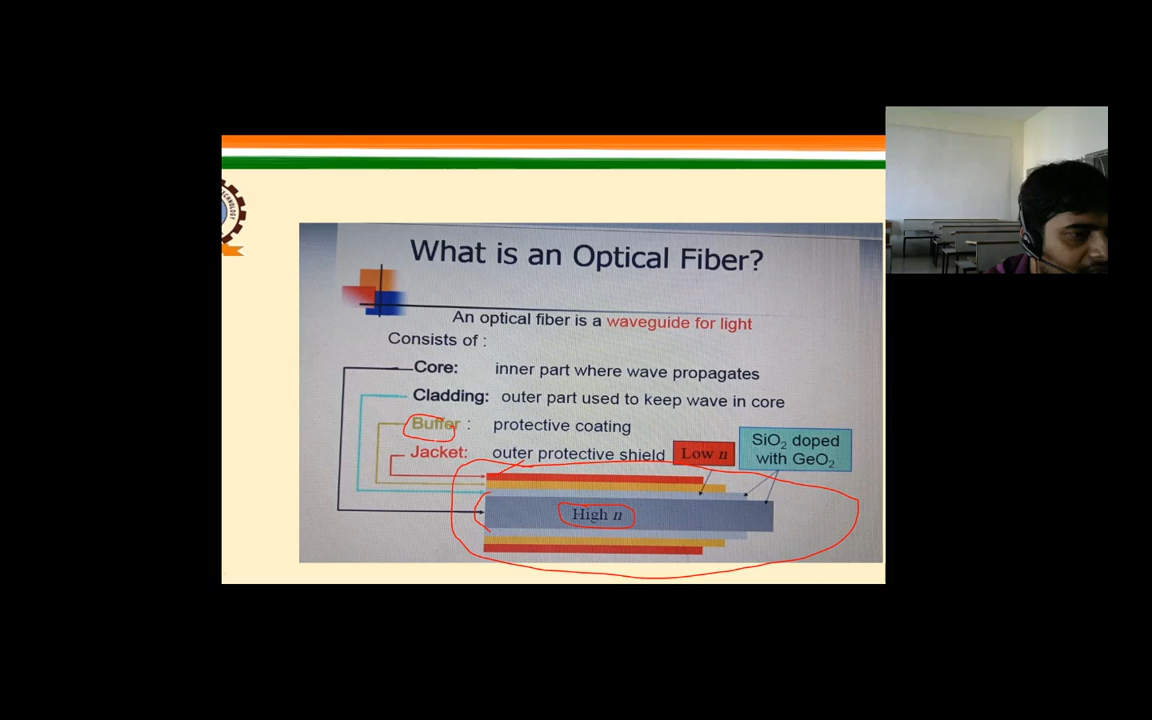 TECHNOLOGY
What is an Optical Fiber?
An optical fiber is a waveguide for light
Consists of :
Core: inner part where wave propagates
Cladding: outer part used to keep wave in core
Buffer : protective coating
Jacket: outer protective shield
Low n
SiO₂ doped
with GeO₂
High n